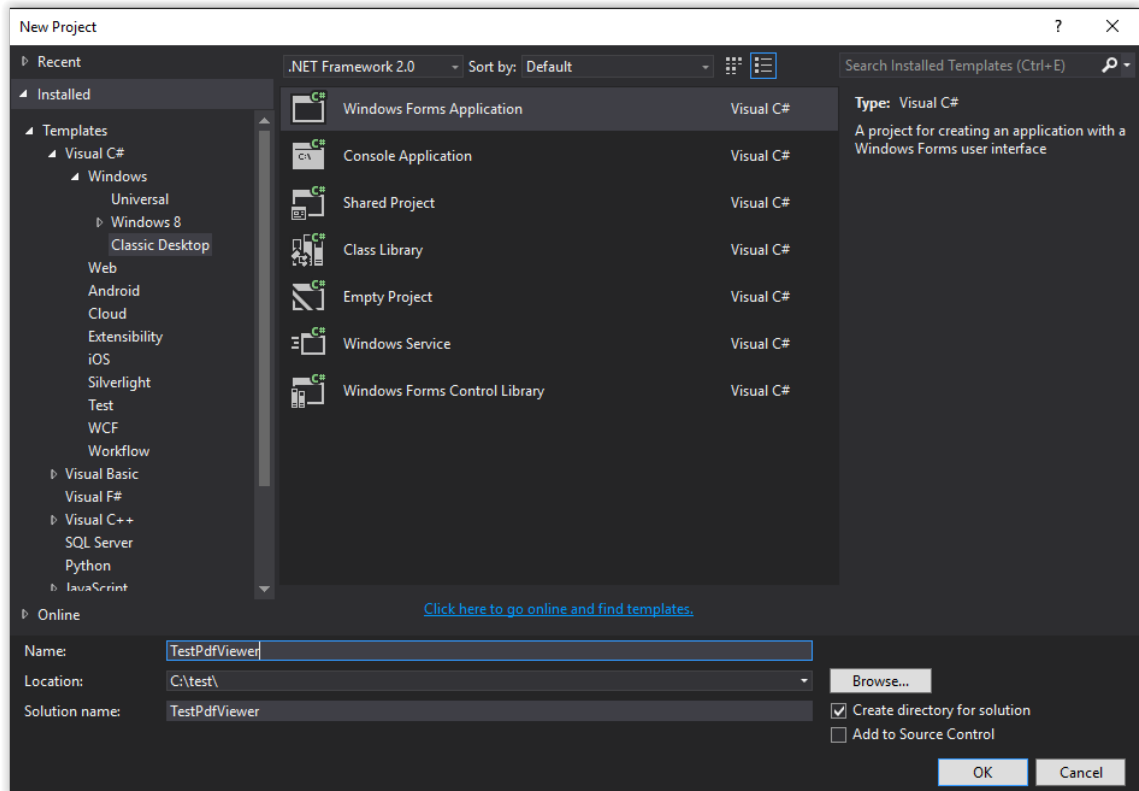 New Project
?
Recent
Installed
Templates
Visual C#
Windows
Universal
Windows 8
Classic Desktop
Web
Android
Cloud
Extensibility
iOS
Silverlight
Test
WCF
Workflow
Visual Basic
Visual F#
Visual C++
SQL Server
Python
JavaScript
Online
.NET Framework 2.0 Sort by: Default
C# Windows Forms Application Visual C#
C# C:\ Console Application Visual C#
C# Shared Project Visual C#
C# Class Library Visual C#
C# Empty Project Visual C#
C# Windows Service Visual C#
C# Windows Forms Control Library Visual C#
Click here to go online and find templates.
Search Installed Templates (Ctrl+E)
Type: Visual C#
A project for creating an application with a
Windows Forms user interface
Name: TestPdfViewer
Location: C:\test\ Browse...
Solution name: TestPdfViewer Create directory for solution
Add to Source Control
OK Cancel